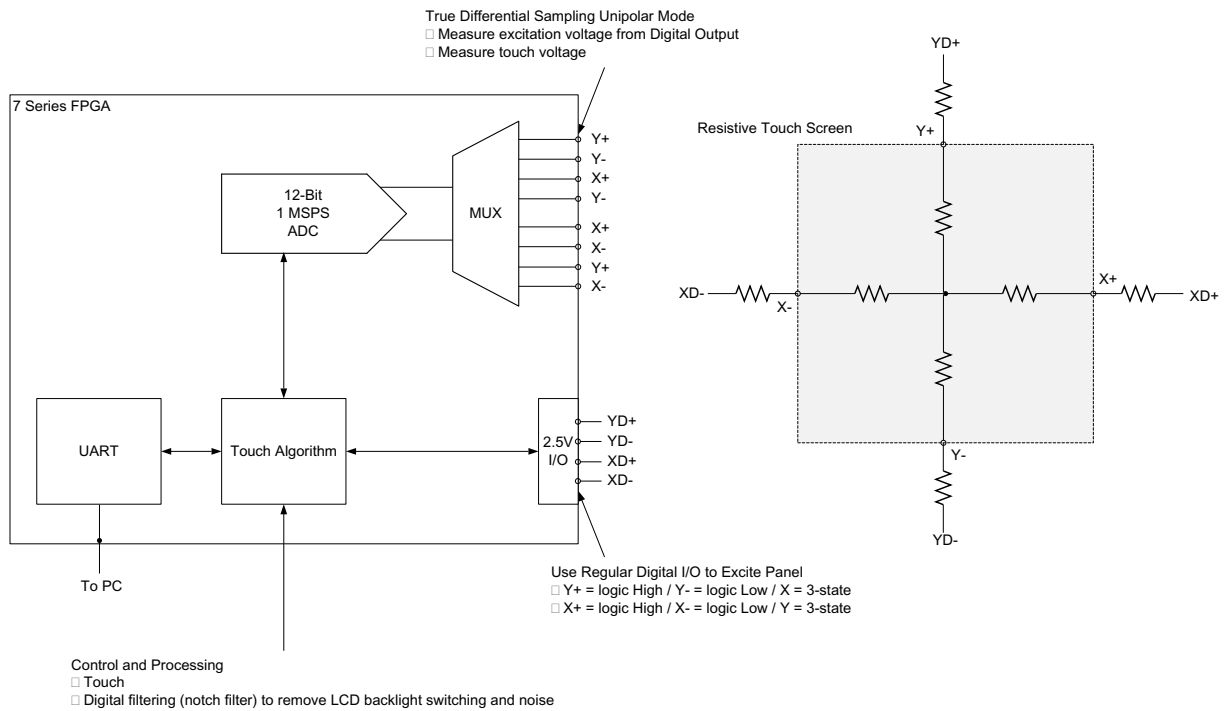 True Differential Sampling Unipolar Mode
□ Measure excitation voltage from Digital Output
□ Measure touch voltage
7 Series FPGA
12-Bit
1 MSPS
ADC
MUX
Y+
Y-
X+
Y-
X+
X-
Y+
X-
UART
Touch Algorithm
2.5V
I/O
YD+
YD-
XD+
XD-
To PC
Use Regular Digital I/O to Excite Panel
□ Y+ = logic High / Y- = logic Low / X = 3-state
□ X+ = logic High / X- = logic Low / Y = 3-state
Control and Processing
□ Touch
□ Digital filtering (notch filter) to remove LCD backlight switching and noise
Resistive Touch Screen
YD+
Y+
XD-
X-
X+
XD+
Y-
YD-